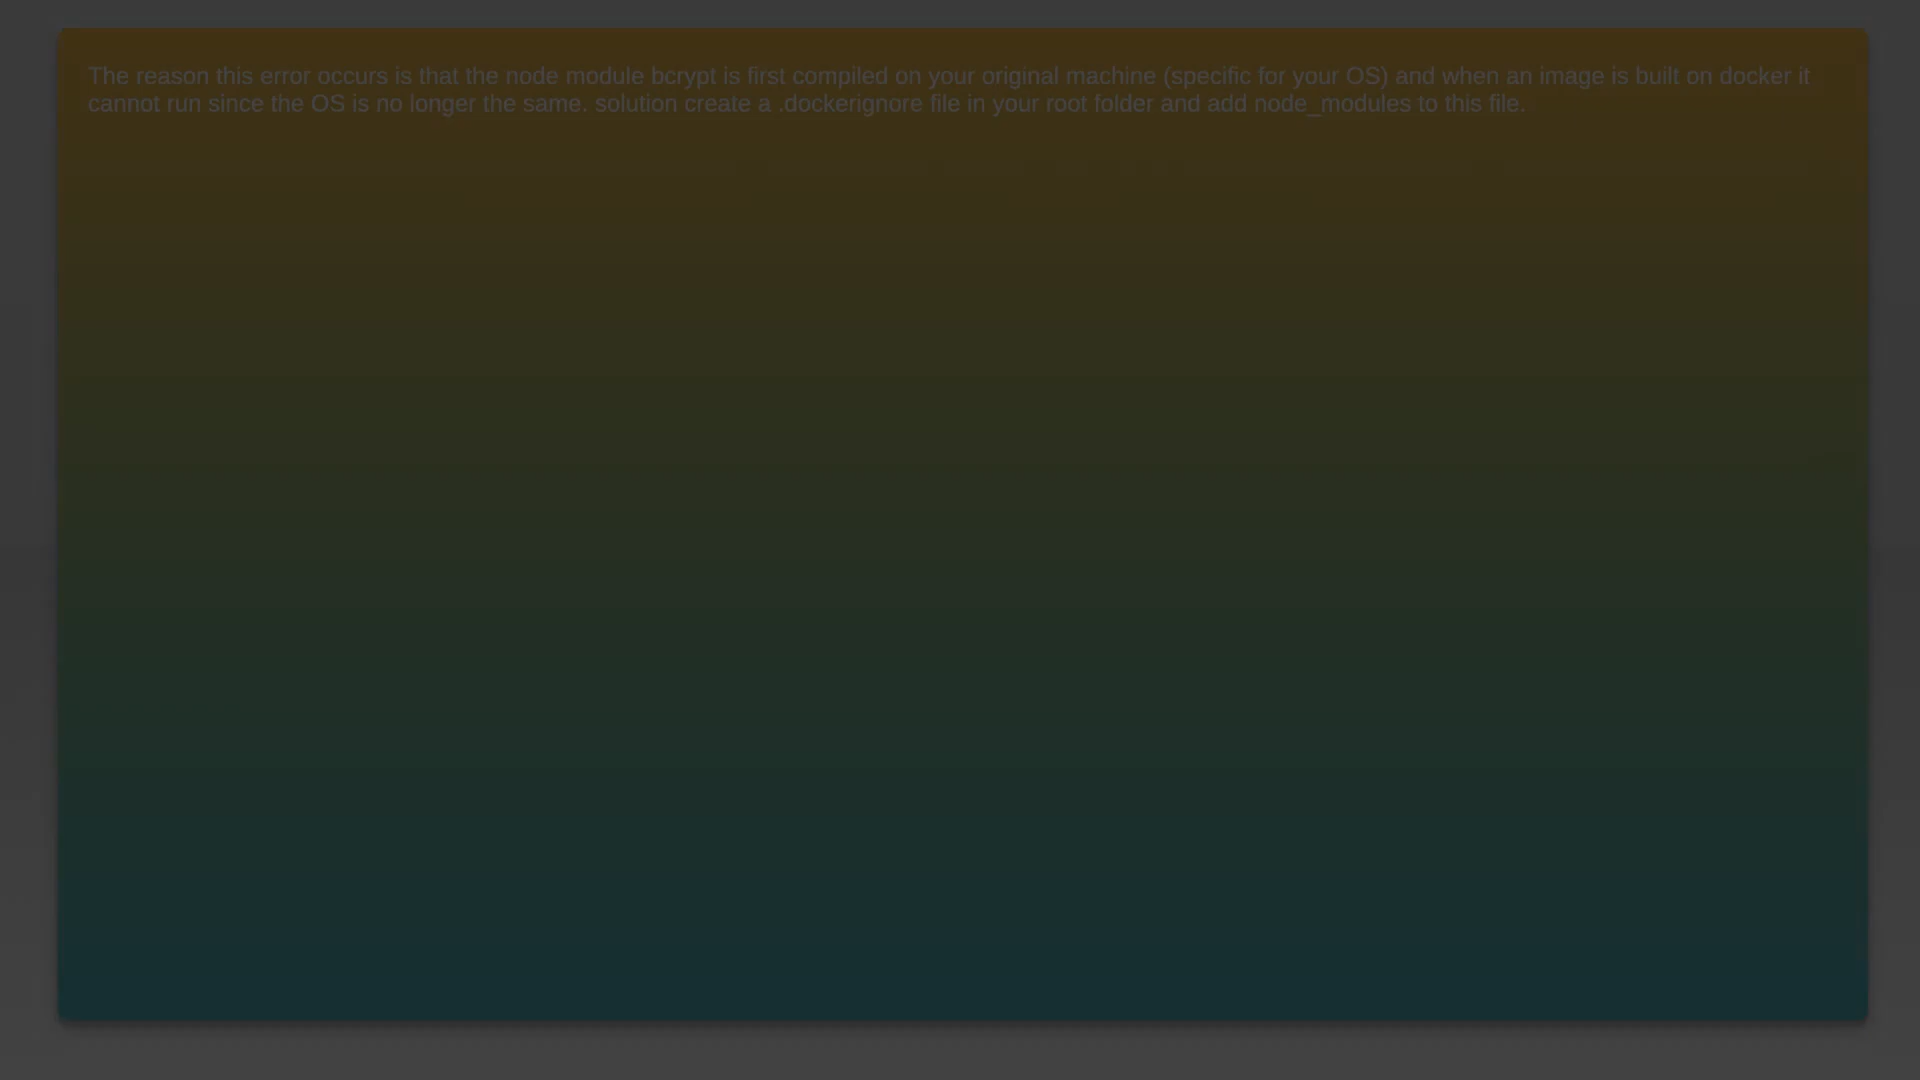 The reason this error occurs is that the node module bcrypt is first compiled on your original machine (specific for your OS) and when an image is built on docker it
cannot run since the OS is no longer the same. solution create a .dockerignore file in your root folder and add node_modules to this file.